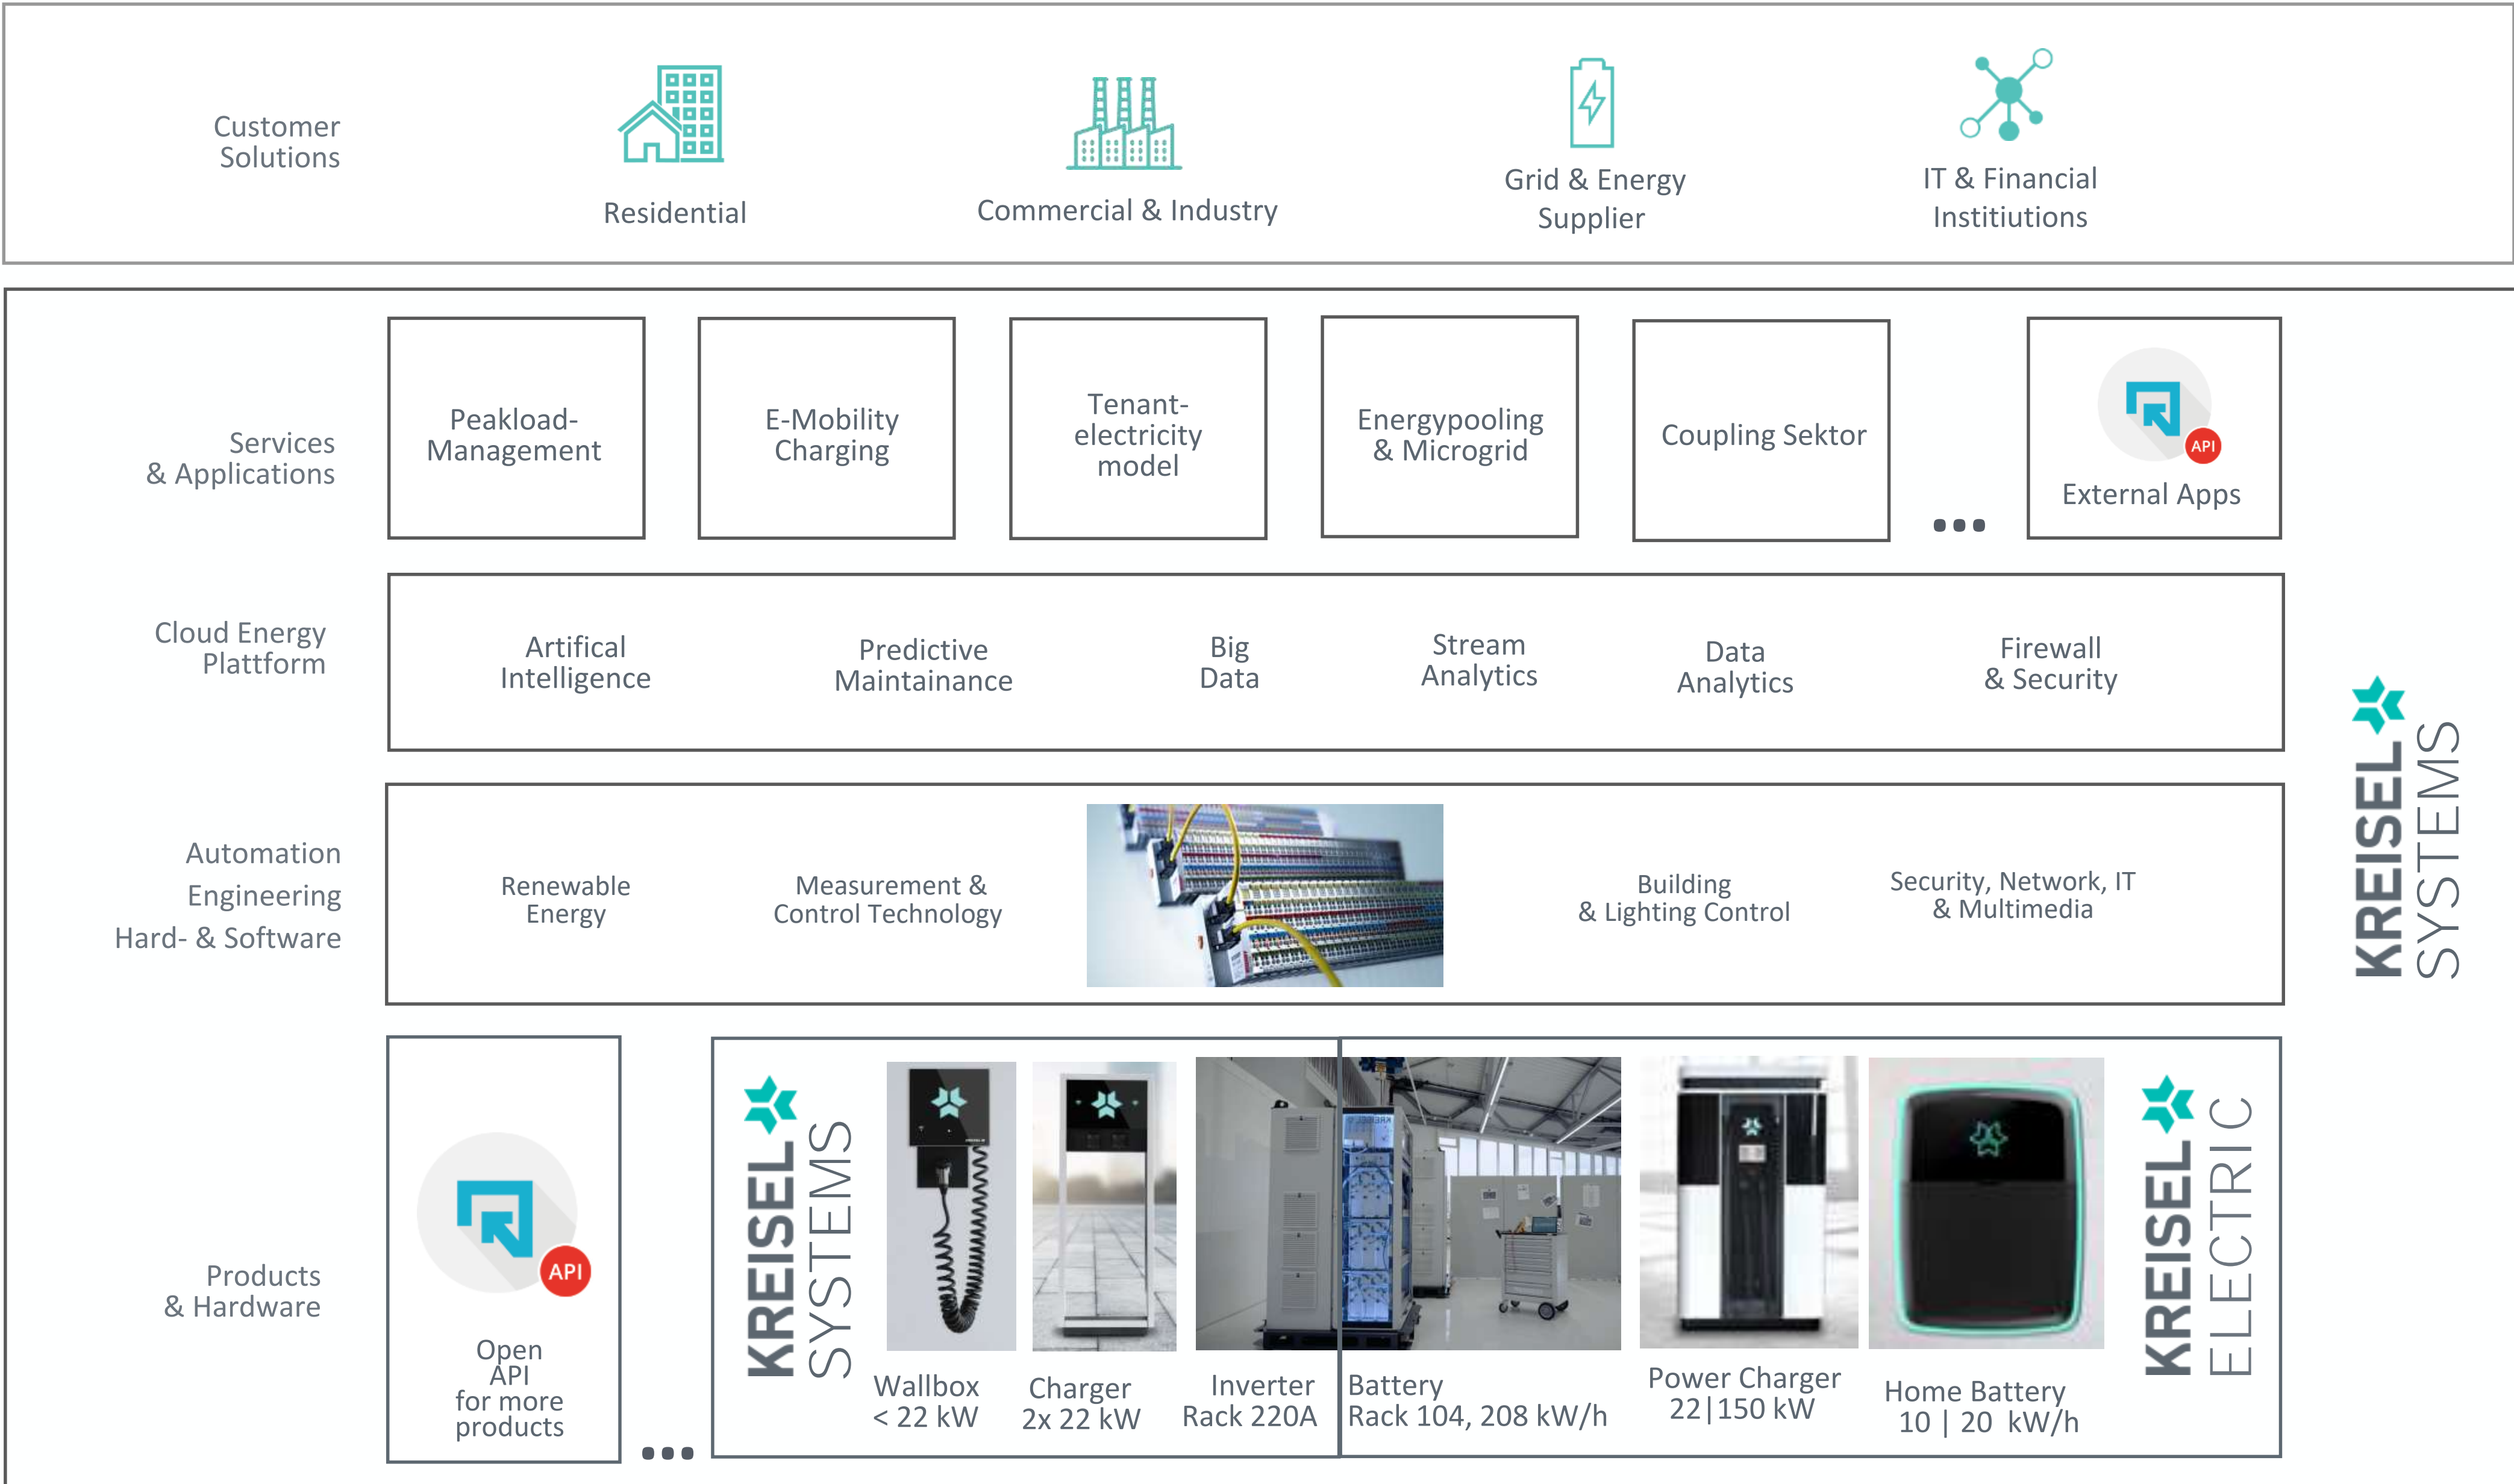 Customer
Solutions
Residential
Commercial & Industry
Grid & Energy
Supplier
IT & Financial
Institiutions
Services
& Applications
Peakload-
Management
E-Mobility
Charging
Tenant-
electricity
model
Energypooling
& Microgrid
Coupling Sektor
...
API
External Apps
Cloud Energy
Plattform
Artifical
Intelligence
Predictive
Maintainance
Big
Data
Stream
Analytics
Data
Analytics
Firewall
& Security
KREISEL
SYSTEMS
Automation
Engineering
Hard- & Software
Renewable
Energy
Measurement &
Control Technology
Building
& Lighting Control
Security, Network, IT
& Multimedia
Products
& Hardware
API
Open
API
for more
products
...
KREISEL
SYSTEMS
Wallbox
< 22 kW
Charger
2x 22 kW
Inverter
Rack 220A
Battery
Rack 104, 208 kW/h
Power Charger
22|150 kW
Home Battery
10 | 20 kW/h
KREISEL
ELECTRIC